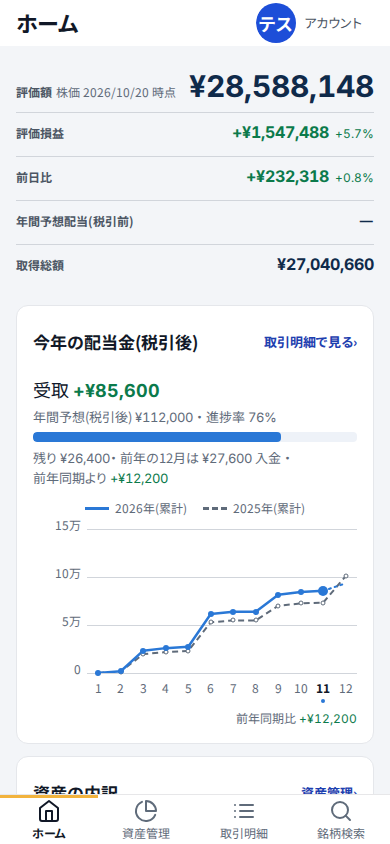 ホーム
テス アカウント
評価額 株価 2026/10/20 時点 ¥28,588,148
評価損益 +¥1,547,488 +5.7%
前日比 +¥232,318 +0.8%
年間予想配当(税引前) —
取得総額 ¥27,040,660
今年の配当金(税引後) 取引明細で見る›
受取 +¥85,600
年間予想(税引後) ¥112,000・進捗率 76%
残り ¥26,400・前年の12月は ¥27,600 入金・
前年同期より +¥12,200
2026年(累計) 2025年(累計)
15万
10万
5万
0
1 2 3 4 5 6 7 8 9 10 11 12
前年同期比 +¥12,200
資産の内訳 資産管理›
ホーム 資産管理 取引明細 銘柄検索